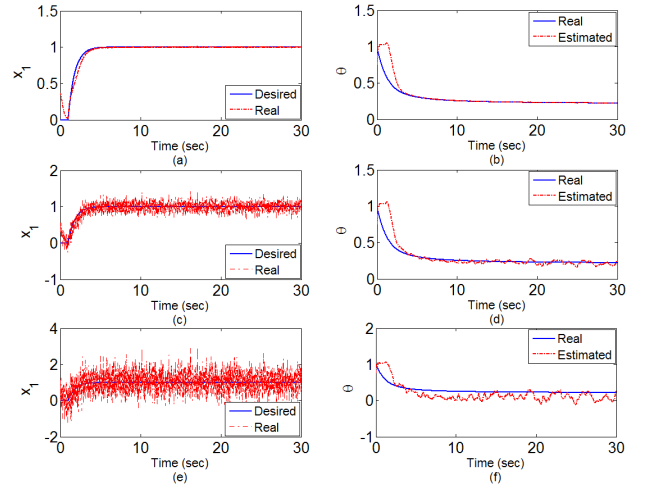 1.5
1
0.5
0
x1
Desired
Real
0 10 20 30
Time (sec)
(a)
1.5
1
0.5
0
θ
Real
Estimated
0 10 20 30
Time (sec)
(b)
2
1
0
-1
x1
Desired
Real
0 10 20 30
Time (sec)
(c)
1.5
1
0.5
0
θ
Real
Estimated
0 10 20 30
Time (sec)
(d)
4
2
0
-2
x1
Desired
Real
0 10 20 30
Time (sec)
(e)
2
1
0
-1
θ
Real
Estimated
0 10 20 30
Time (sec)
(f)